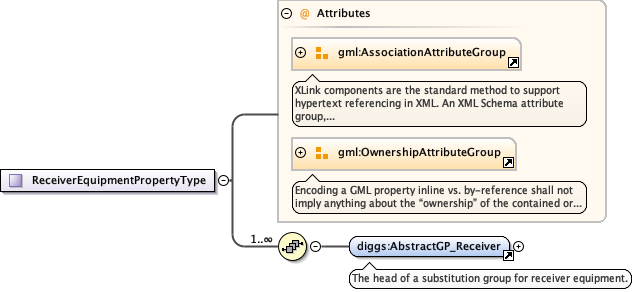 @ Attributes
gml:AssociationAttributeGroup
XLink components are the standard method to support
hypertext referencing in XML. An XML Schema attribute
group,...
gml:OwnershipAttributeGroup
Encoding a GML property inline vs. by-reference shall not
imply anything about the “ownership” of the contained or...
ReceiverEquipmentPropertyType
1..∞
diggs:AbstractGP_Receiver
The head of a substitution group for receiver equipment.